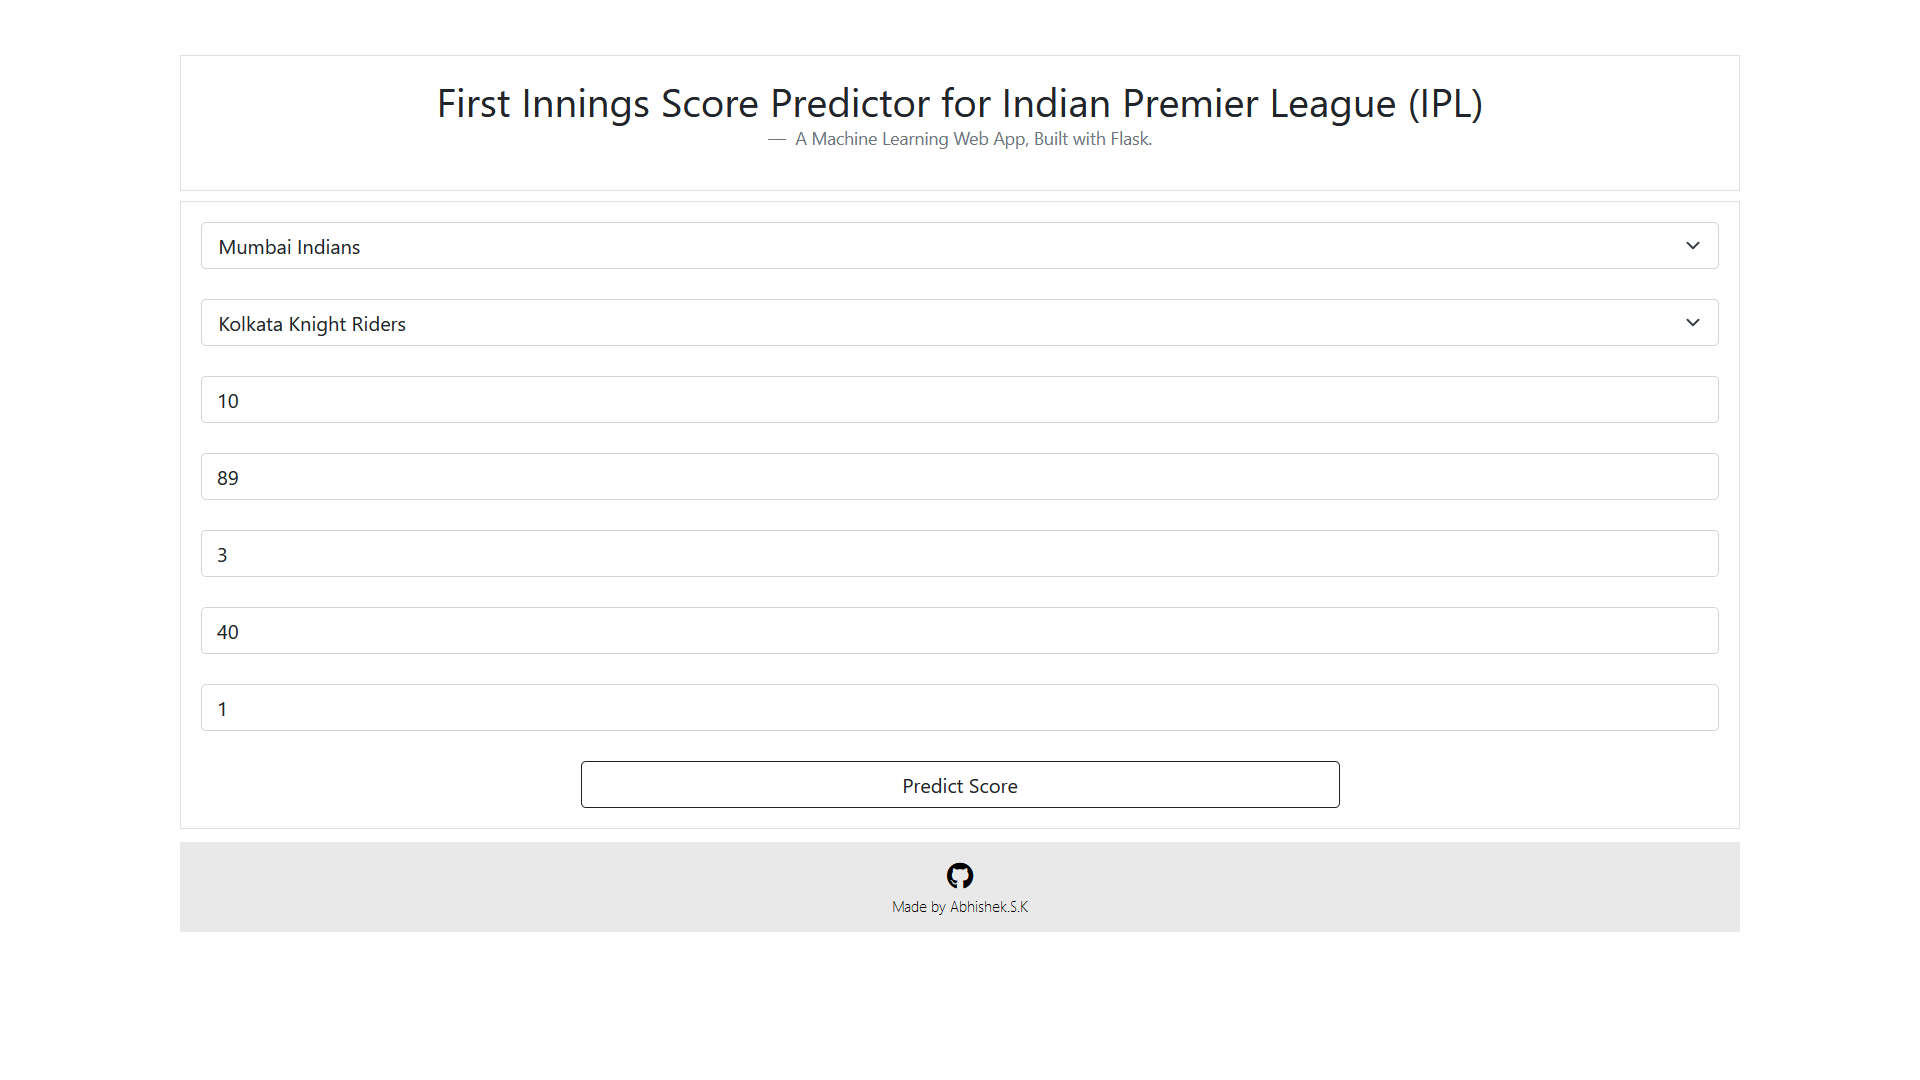 First Innings Score Predictor for Indian Premier League (IPL)
— A Machine Learning Web App, Built with Flask.
Mumbai Indians
Kolkata Knight Riders
10
89
3
40
1
Predict Score
Made by Abhishek.S.K